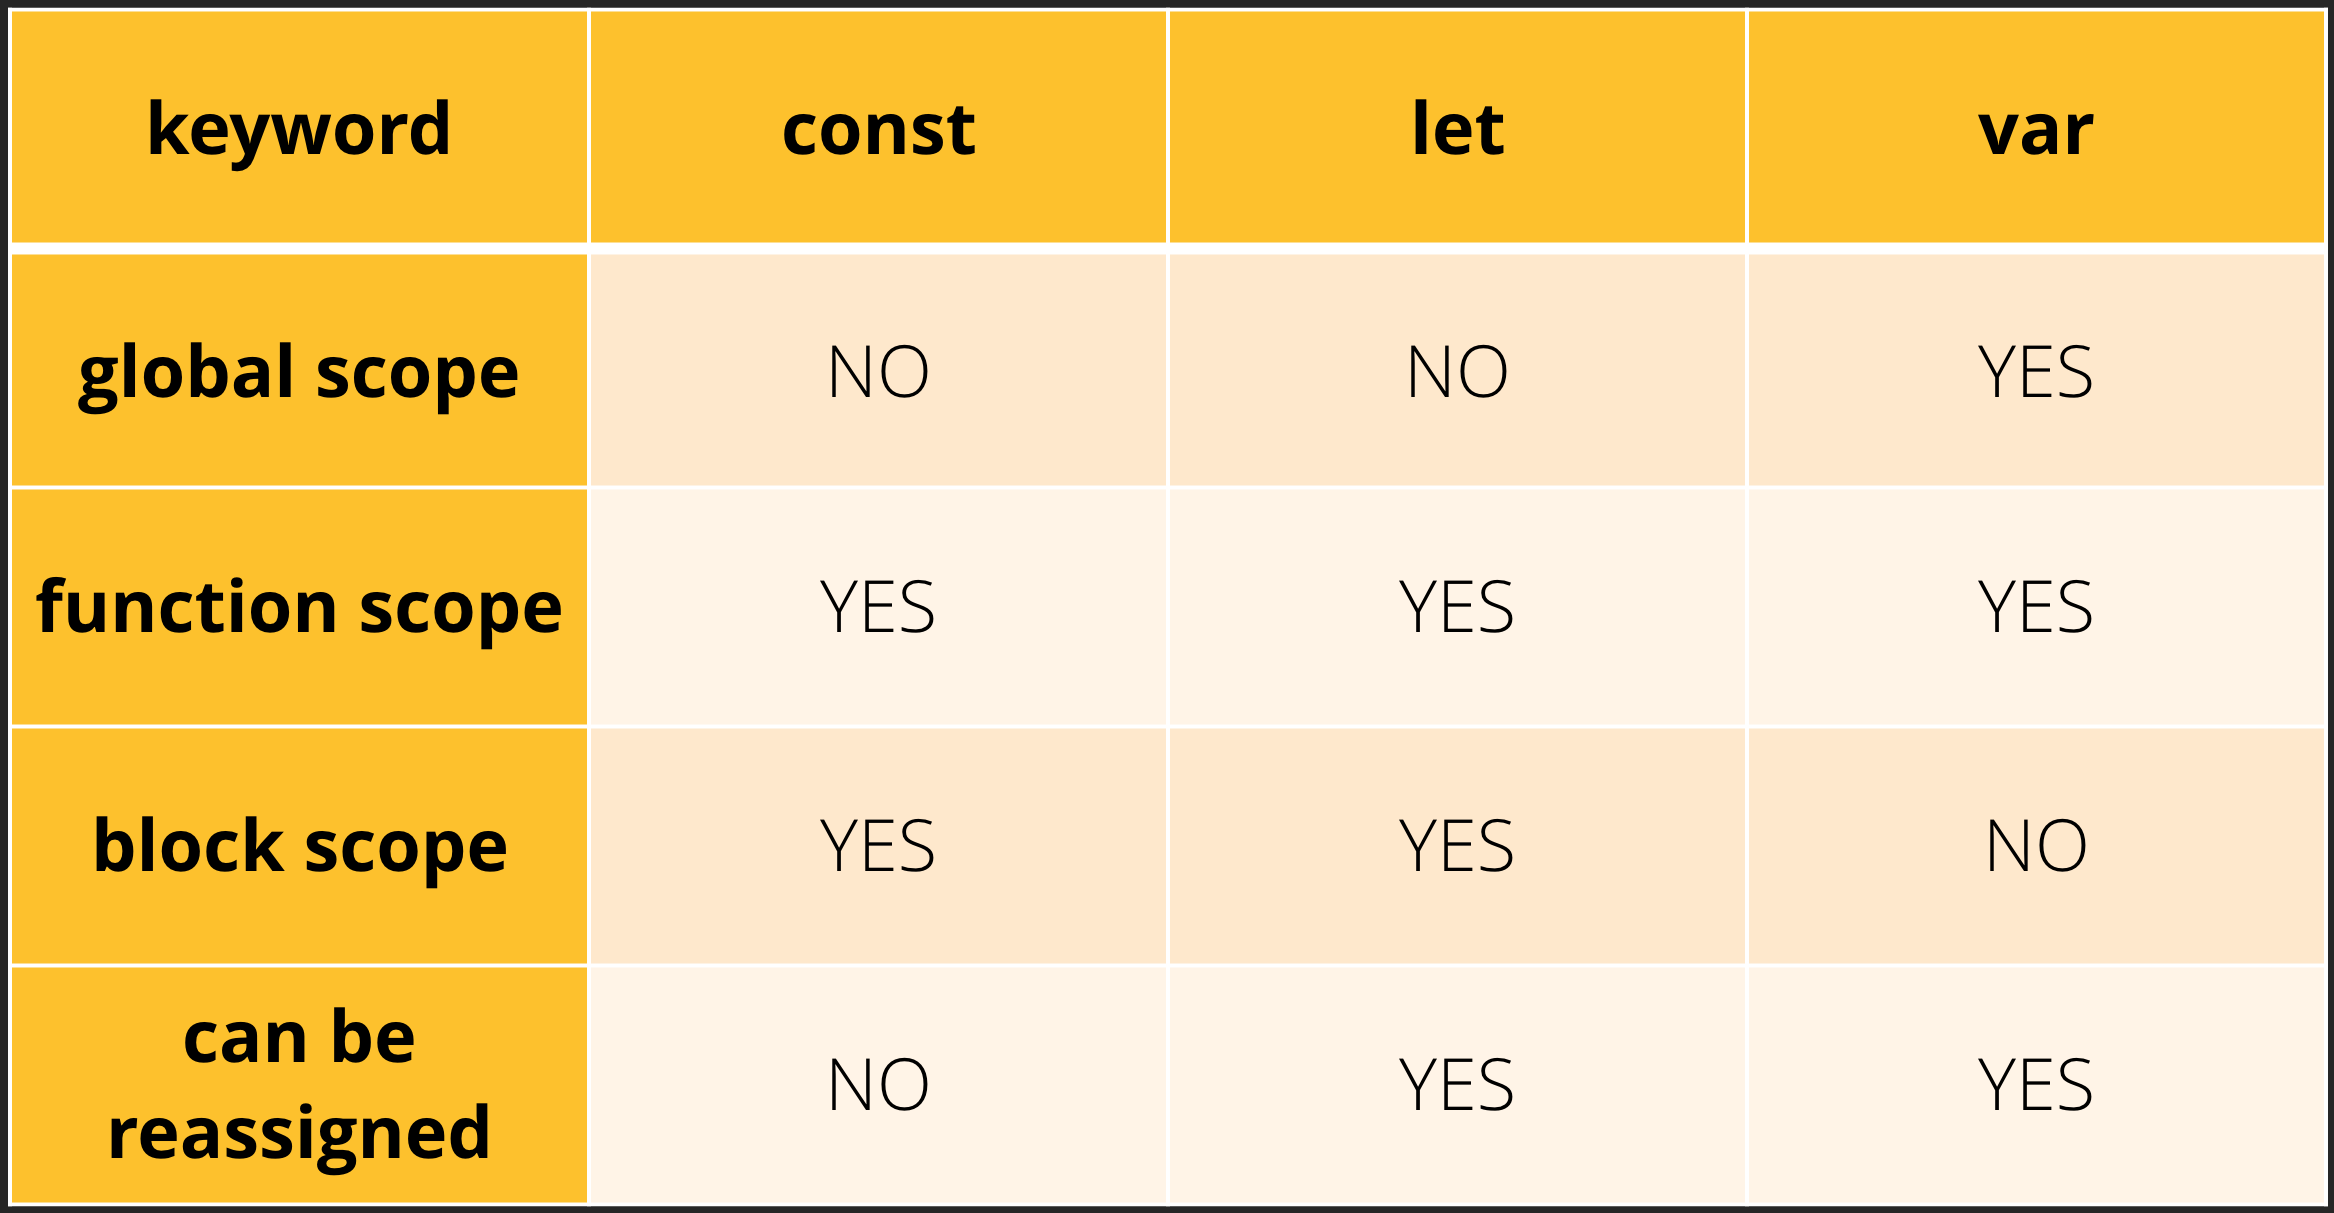 keyword const let var
global scope NO NO YES
function scope YES YES YES
block scope YES YES NO
can be
reassigned NO YES YES